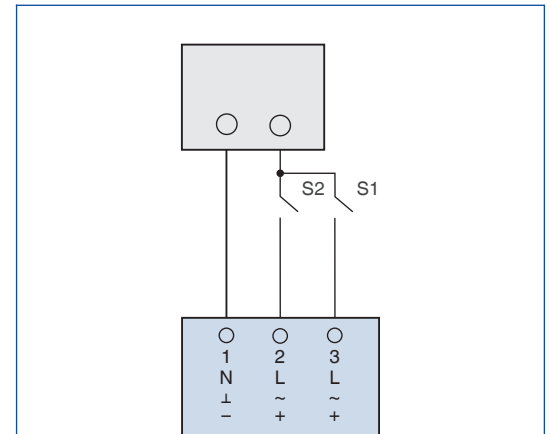 S2 S1
1 2 3
N L L
⊥ ~ ~
– + +